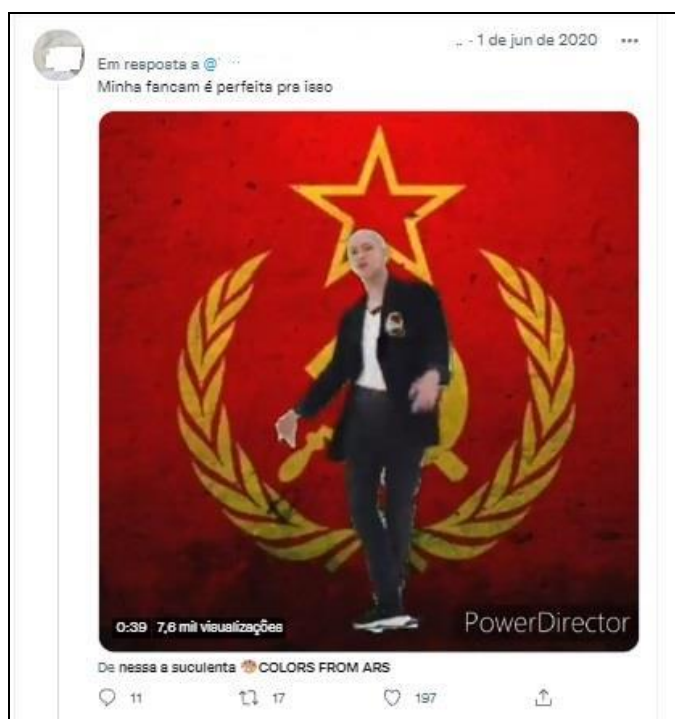 .. - 1 de jun de 2020
Em resposta a @
Minha fancam é perfeita pra isso
0:39 7,6 mil visualizações
PowerDirector
De nessa a suculenta COLORS FROM ARS
11
17
197